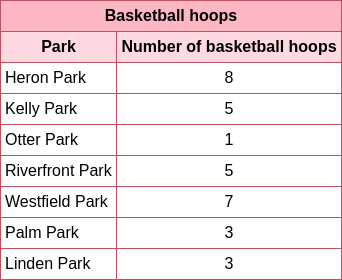 Basketball hoops
Park Number of basketball hoops
Heron Park 8
Kelly Park 5
Otter Park 1
Riverfront Park 5
Westfield Park 7
Palm Park 3
Linden Park 3